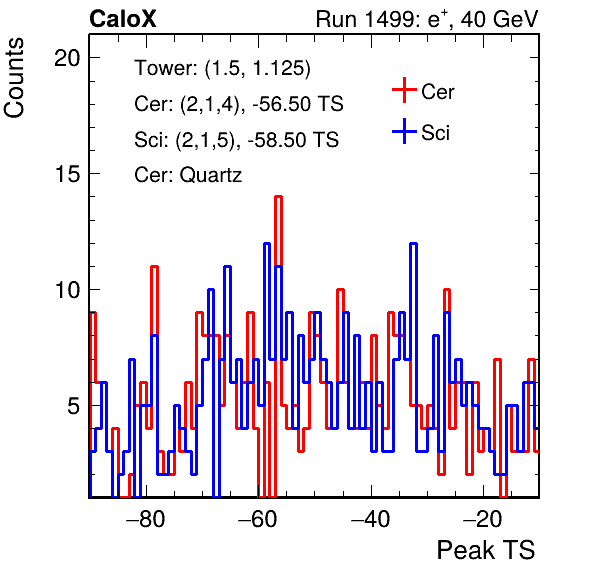 CaloX Run 1499: e+, 40 GeV
Counts
20
15
10
5
Tower: (1.5, 1.125)
Cer: (2,1,4), -56.50 TS
Sci: (2,1,5), -58.50 TS
Cer: Quartz
Cer
Sci
−80 −60 −40 −20
Peak TS